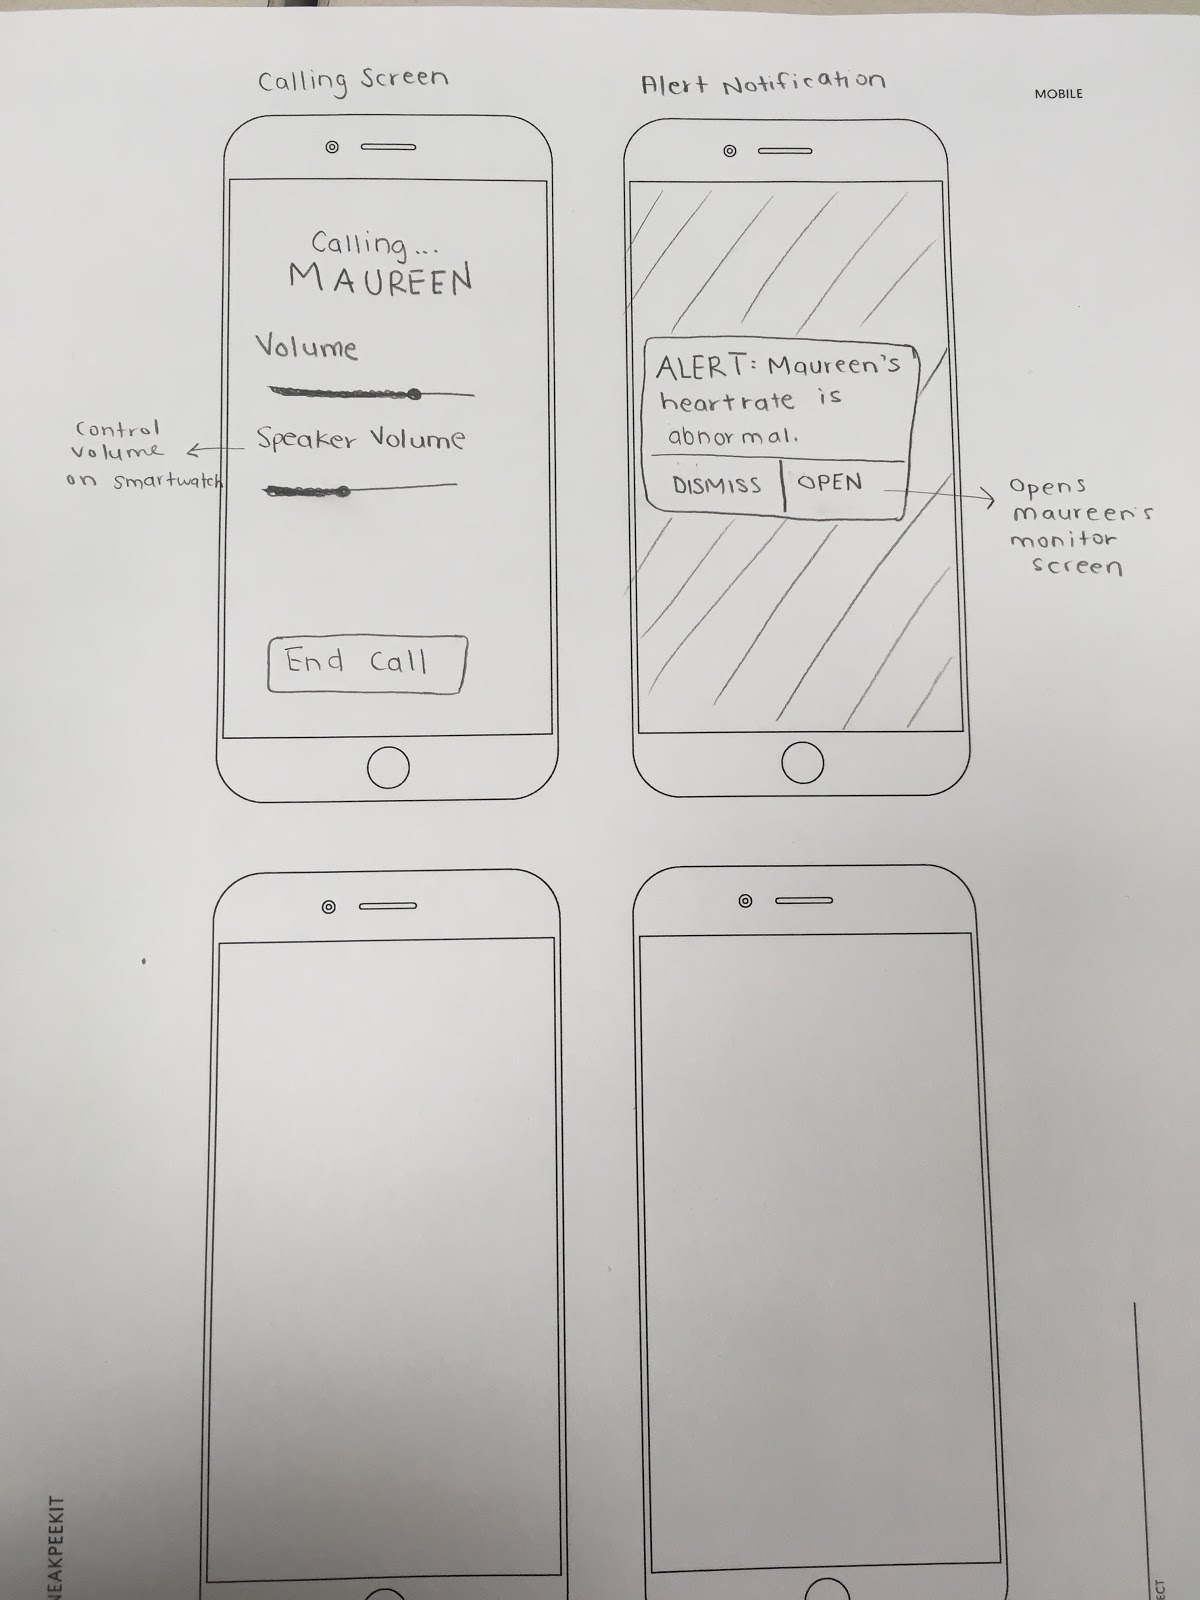 Calling Screen
Alert Notification
MOBILE
Calling...
MAUREEN
Volume
Speaker Volume
Control
volume
on smartwatch
End Call
ALERT: Maureen's
heartrate is
abnormal.
DISMISS
OPEN
Opens
maureen's
monitor
screen
NEAKPEEKIT
ECT